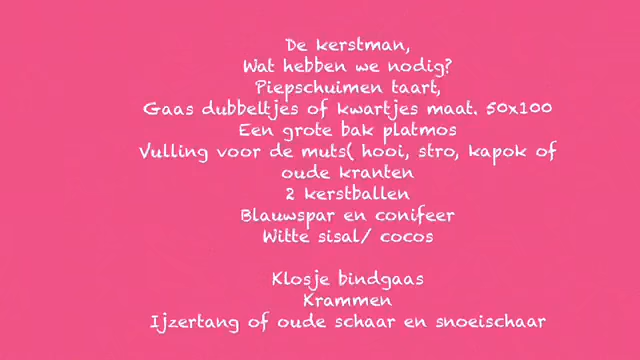 De kerstman,
Wat hebben we nodig?
Piepschuimen taart,
Gaas dubbeltjes of kwartjes maat. 50x100
Een grote bak platmos
Vulling voor de muts( hooi, stro, kapok of
oude kranten
2 kerstballen
Blauwspar en conifeer
Witte sisal/ cocos
Klosje bindgaas
Krammen
Ijzertang of oude schaar en snoeischaar